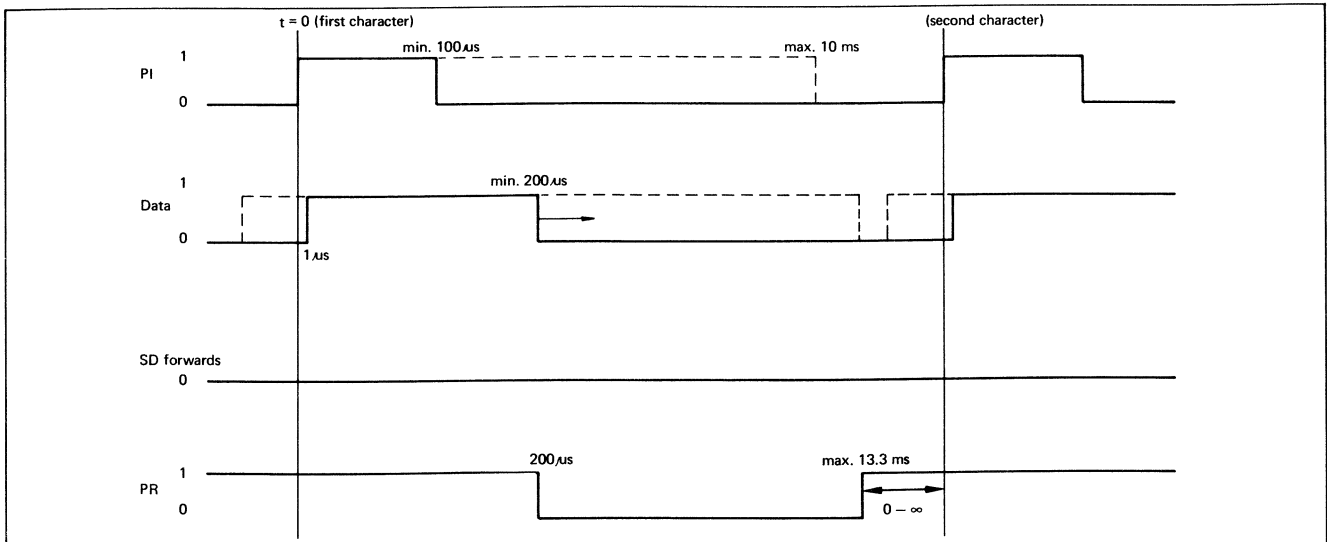 t = 0 (first character)
(second character)
min. 100 µs
max. 10 ms
1
PI
0
min. 200 µs
1
Data
0
1 µs
SD forwards
0
200 µs
max. 13.3 ms
1
PR
0
0 – ∞